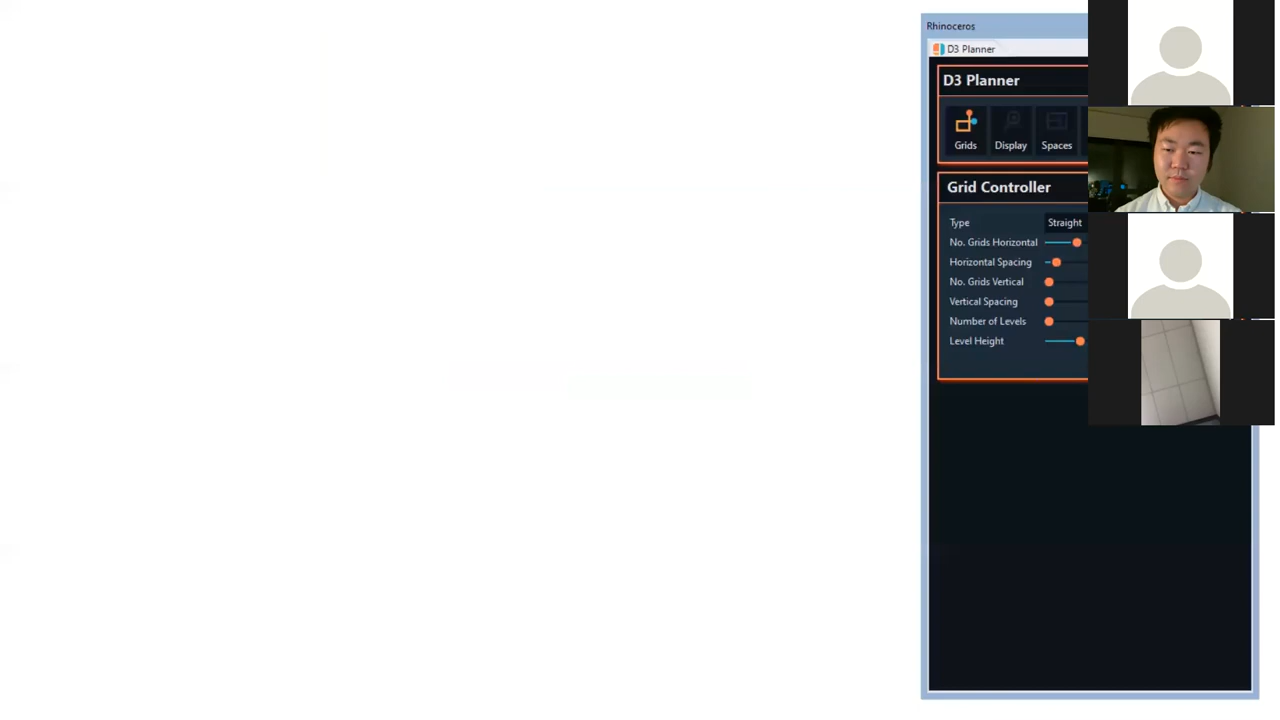 Rhinoceros
D3 Planner
D3 Planner
Grids Display Spaces
Grid Controller
Type Straight
No. Grids Horizontal
Horizontal Spacing
No. Grids Vertical
Vertical Spacing
Number of Levels
Level Height